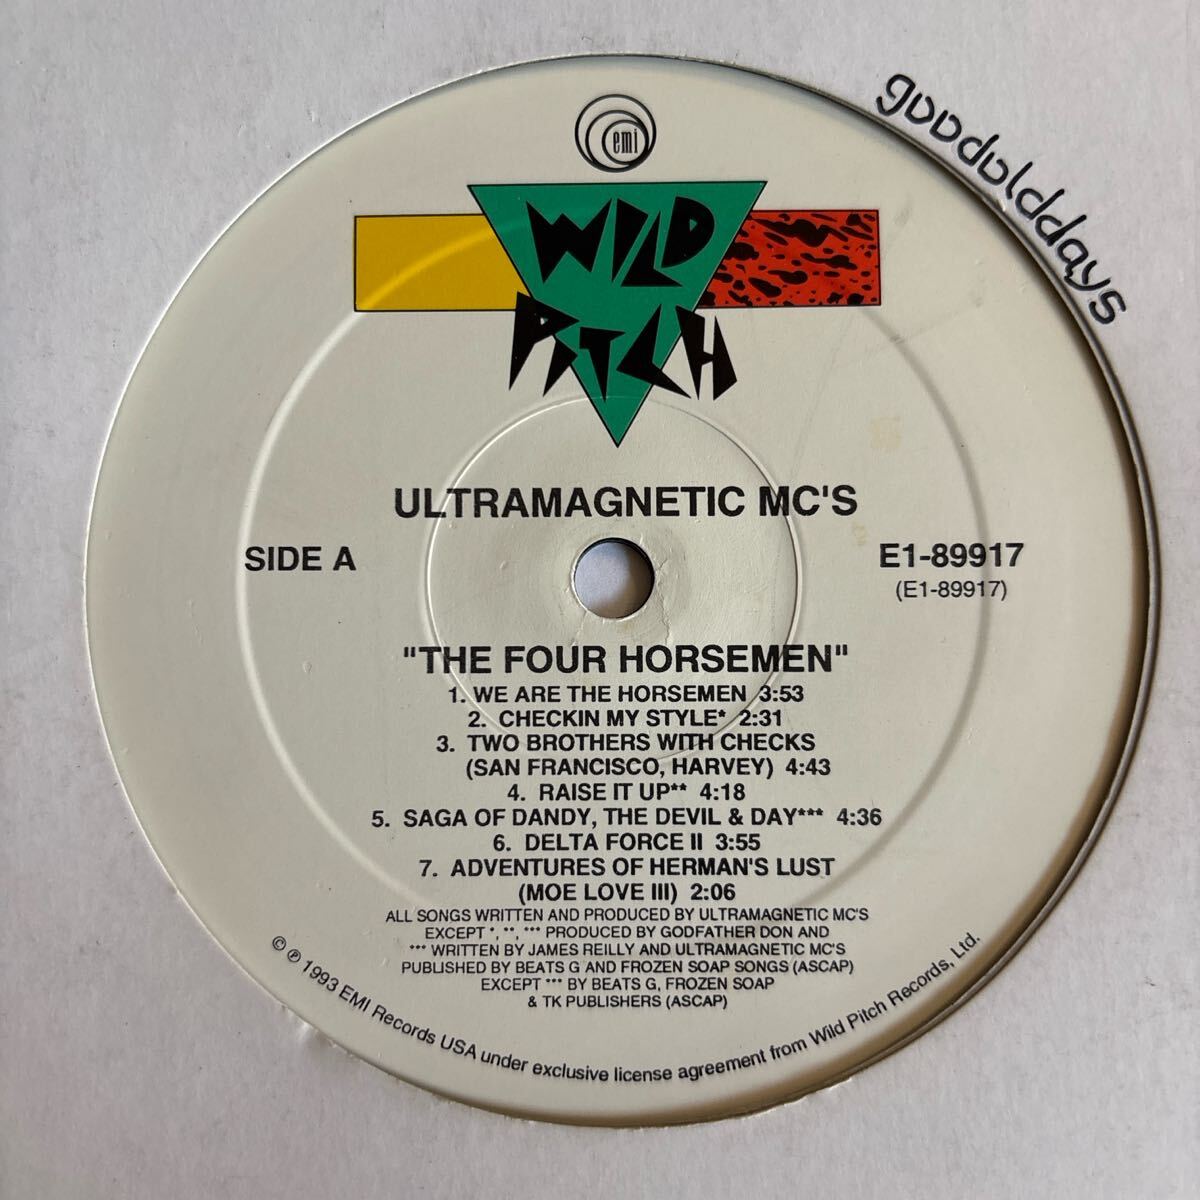 emi
WILD
PITCH
goodulddays
ULTRAMAGNETIC MC'S
SIDE A
E1-89917
(E1-89917)
"THE FOUR HORSEMEN"
1. WE ARE THE HORSEMEN 3:53
2. CHECKIN MY STYLE* 2:31
3. TWO BROTHERS WITH CHECKS
(SAN FRANCISCO, HARVEY) 4:43
4. RAISE IT UP** 4:18
5. SAGA OF DANDY, THE DEVIL & DAY*** 4:36
6. DELTA FORCE II 3:55
7. ADVENTURES OF HERMAN'S LUST
(MOE LOVE III) 2:06
ALL SONGS WRITTEN AND PRODUCED BY ULTRAMAGNETIC MC'S
EXCEPT *, **, *** PRODUCED BY GODFATHER DON AND
*** WRITTEN BY JAMES REILLY AND ULTRAMAGNETIC MC'S
PUBLISHED BY BEATS G AND FROZEN SOAP SONGS (ASCAP)
EXCEPT *** BY BEATS G, FROZEN SOAP
& TK PUBLISHERS (ASCAP)
© ℗ 1993 EMI Records USA under exclusive license agreement from Wild Pitch Records, Ltd.